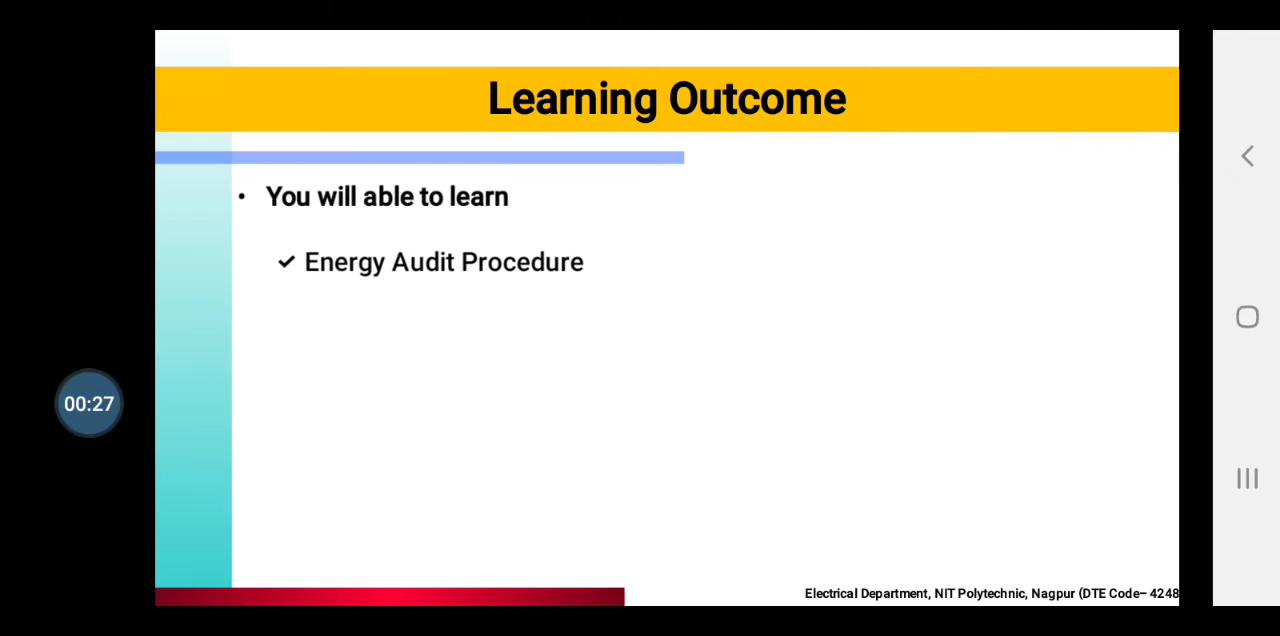 Learning Outcome
• You will able to learn
✓ Energy Audit Procedure
00:27
Electrical Department, NIT Polytechnic, Nagpur (DTE Code– 4248